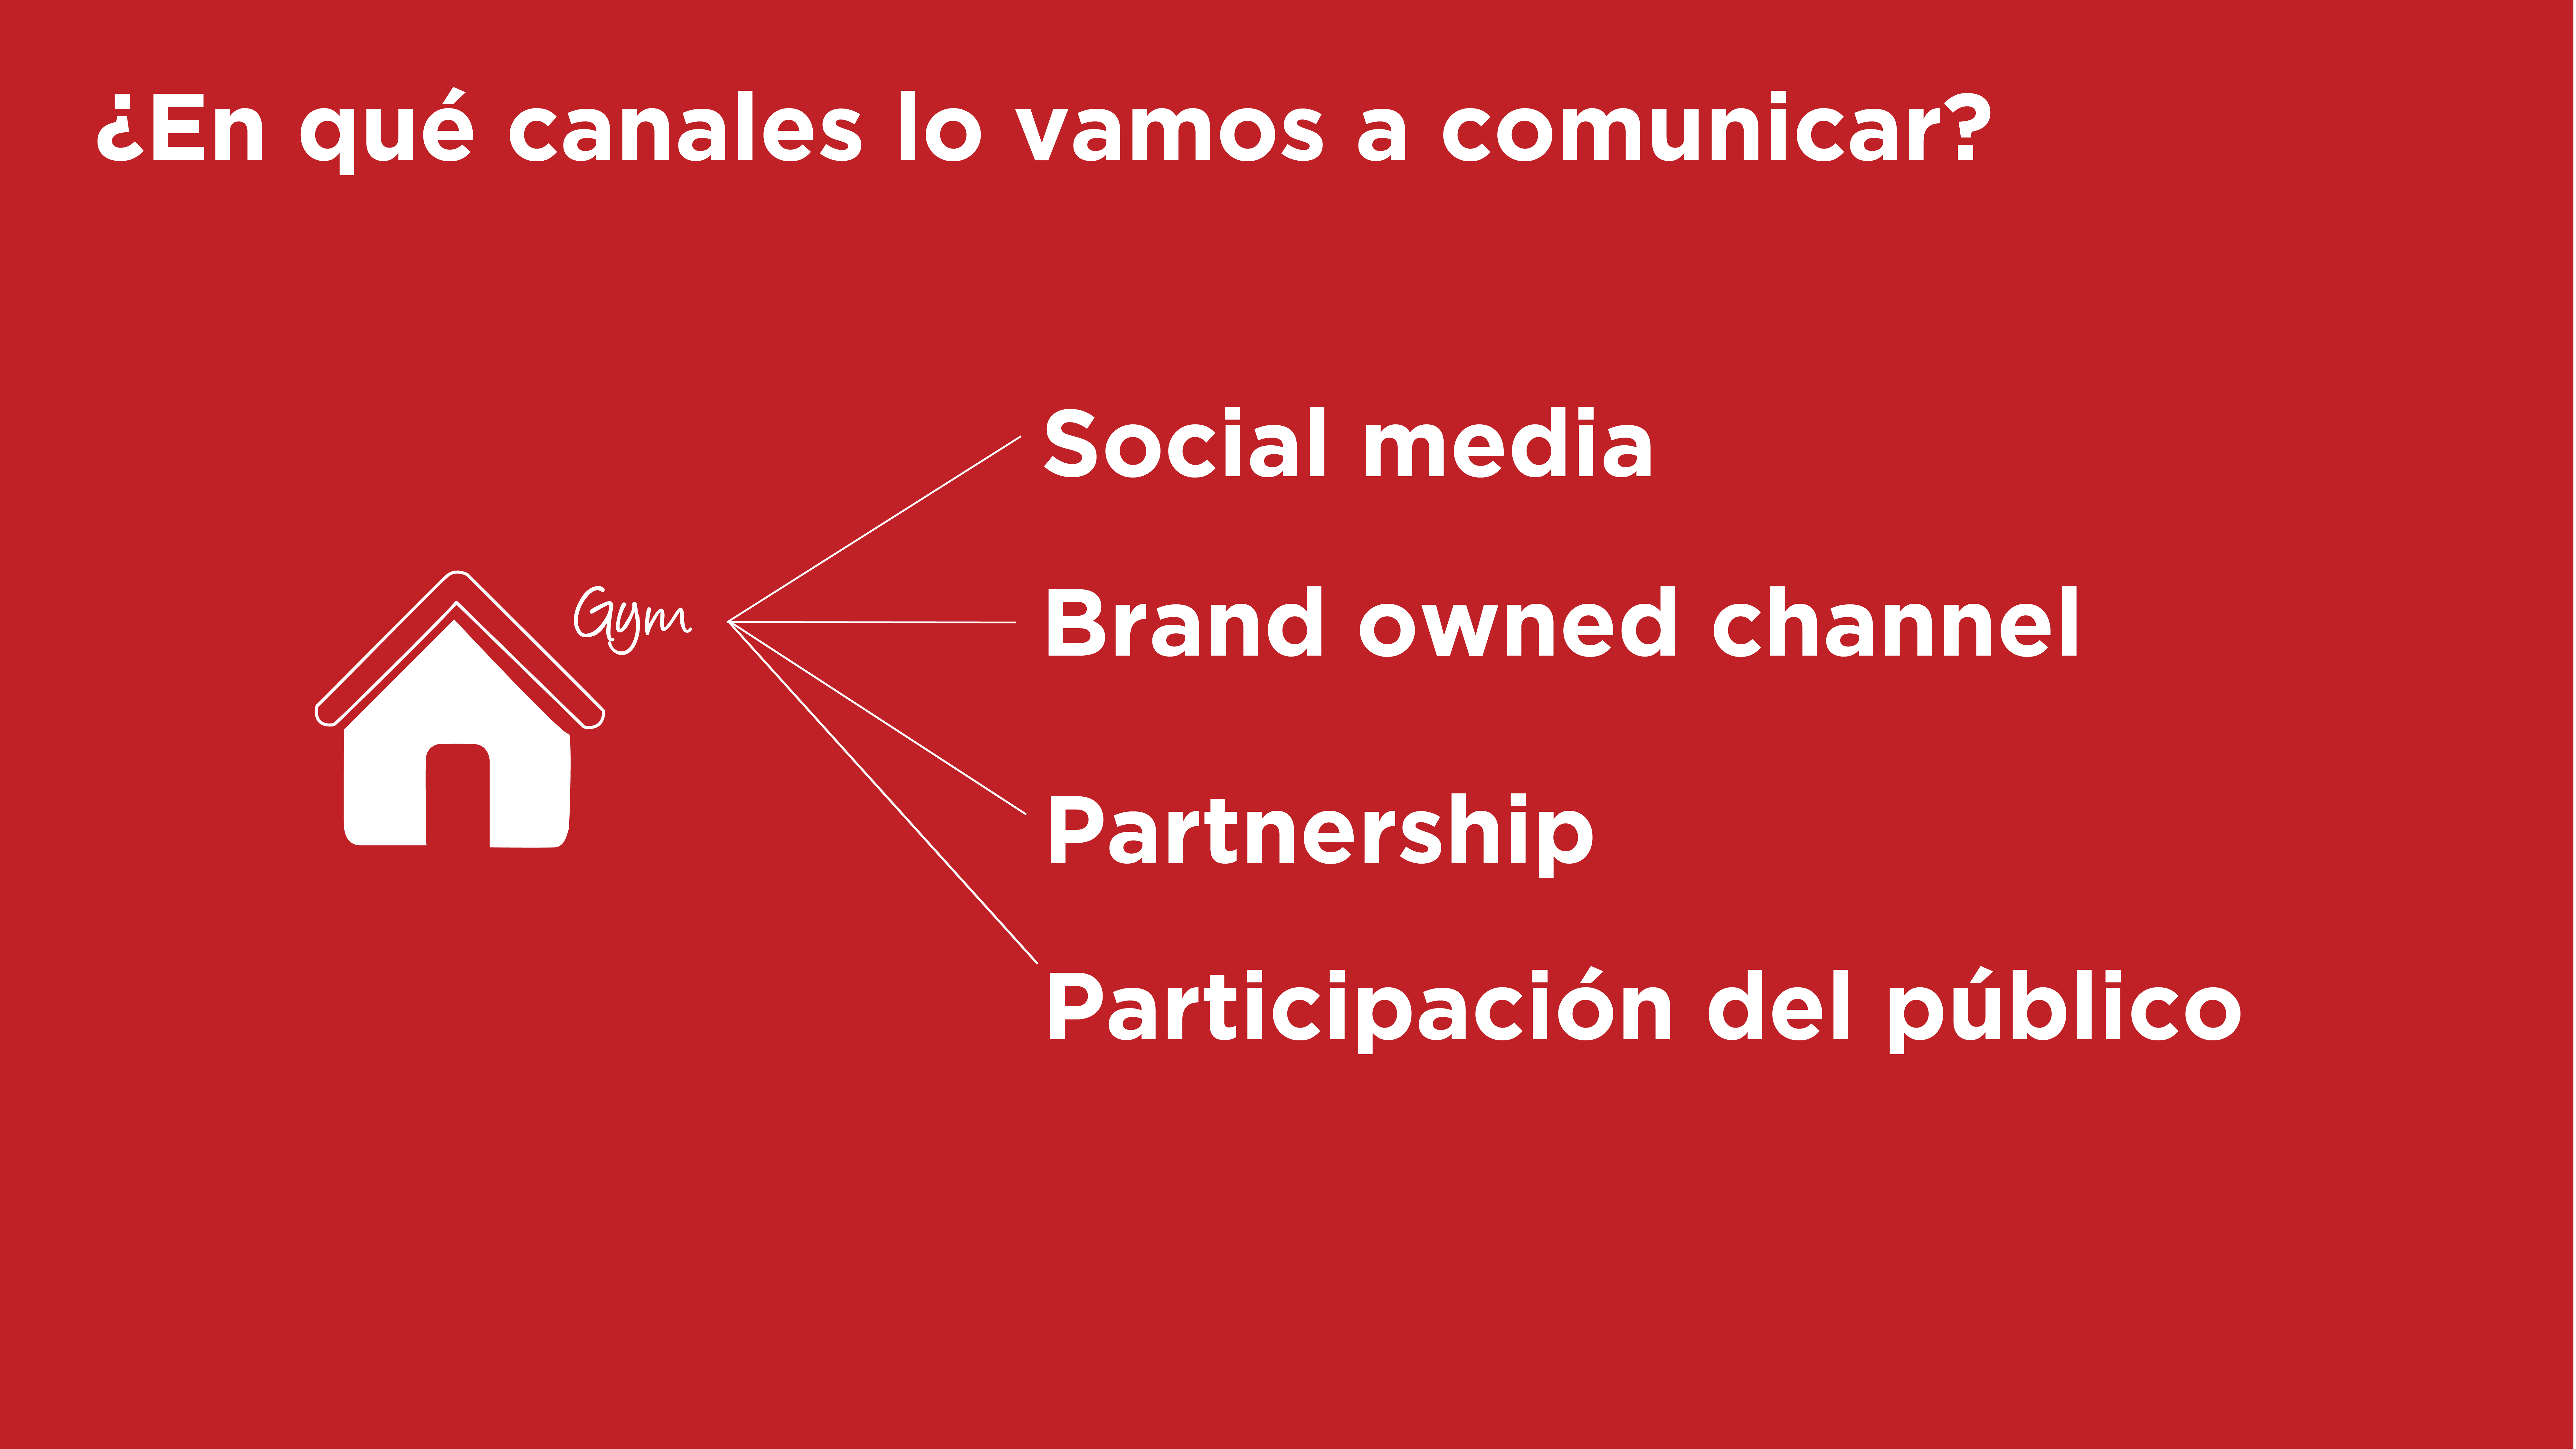 ¿En qué canales lo vamos a comunicar?
Gym
Social media
Brand owned channel
Partnership
Participación del público